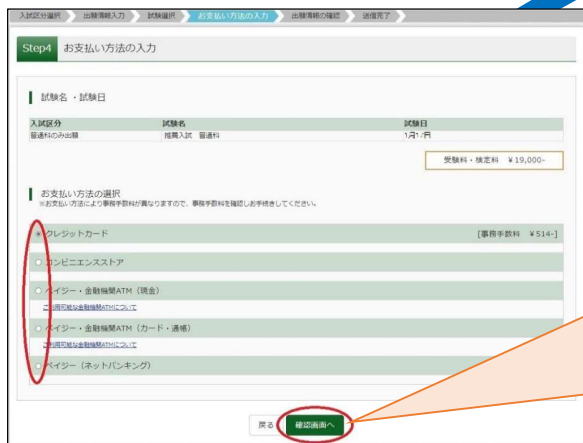 入試区分選択 出願情報入力 試験選択 お支払い方法の入力 出願情報の確認 送信完了
Step4 お支払い方法の入力
試験名・試験日
入試区分 試験名 試験日
普通科のみ出願 推薦入試 普通科 1月17日
受験料・検定料 ¥19,000-
お支払い方法の選択
※お支払い方法により事務手数料が異なりますので、事務手数料を確認しお手続きしてください。
クレジットカード [事務手数料 ¥514-]
コンビニエンスストア
ペイジー・金融機関ATM(現金)
ご利用可能な金融機関ATMについて
ペイジー・金融機関ATM(カード・通帳)
ご利用可能な金融機関ATMについて
ペイジー(ネットバンキング)
戻る 確認画面へ